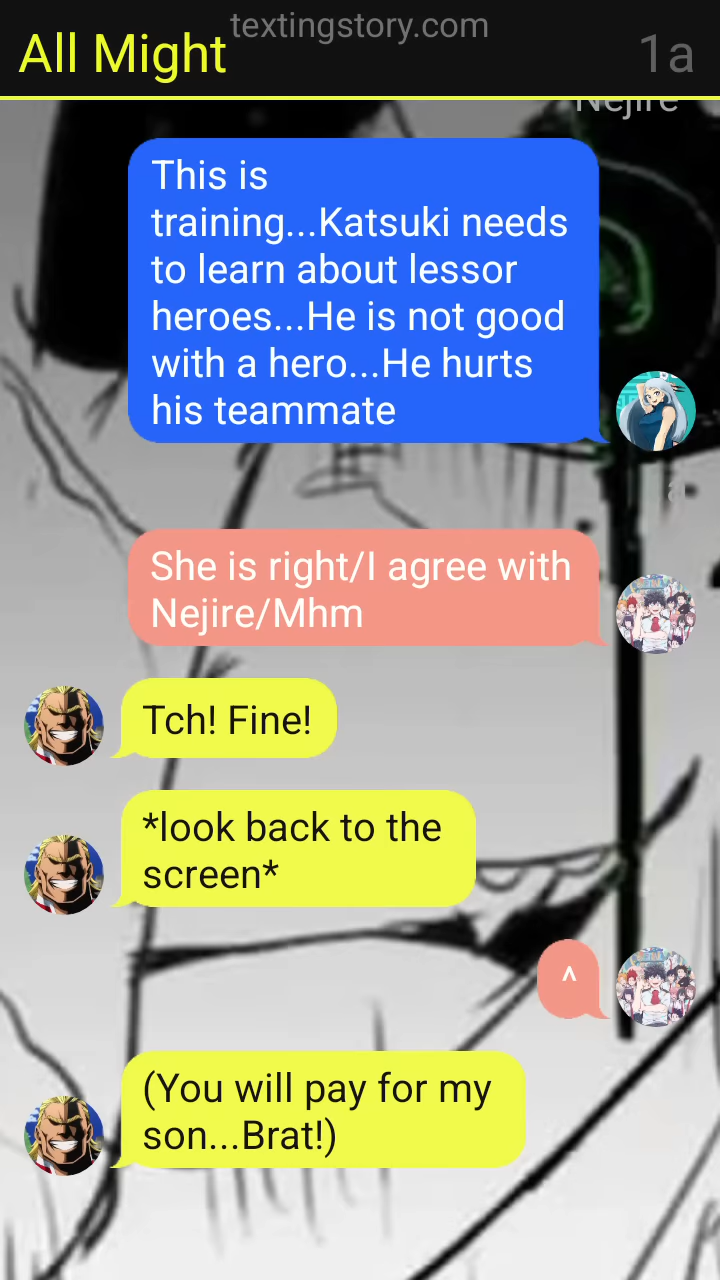 textingstory.com
All Might
1a
Nejire
This is
training...Katsuki needs
to learn about lessor
heroes...He is not good
with a hero...He hurts
his teammate
a
She is right/I agree with
Nejire/Mhm
Tch! Fine!
*look back to the
screen*
^
(You will pay for my
son...Brat!)